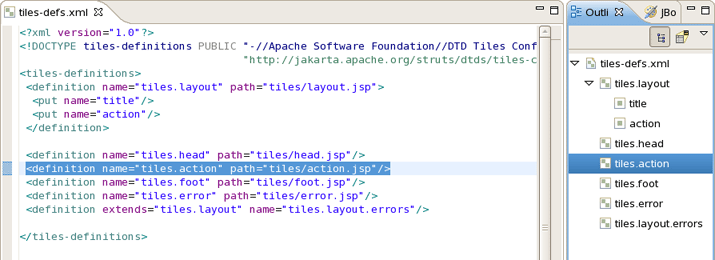 tiles-defs.xml
<?xml version="1.0"?>
<!DOCTYPE tiles-definitions PUBLIC "-//Apache Software Foundation//DTD Tiles Conf
"http://jakarta.apache.org/struts/dtds/tiles-c
<tiles-definitions>
<definition name="tiles.layout" path="tiles/layout.jsp">
<put name="title"/>
<put name="action"/>
</definition>
<definition name="tiles.head" path="tiles/head.jsp"/>
<definition name="tiles.action" path="tiles/action.jsp"/>
<definition name="tiles.foot" path="tiles/foot.jsp"/>
<definition name="tiles.error" path="tiles/error.jsp"/>
<definition extends="tiles.layout" name="tiles.layout.errors"/>
</tiles-definitions>
Outli
JBo
tiles-defs.xml
tiles.layout
title
action
tiles.head
tiles.action
tiles.foot
tiles.error
tiles.layout.errors